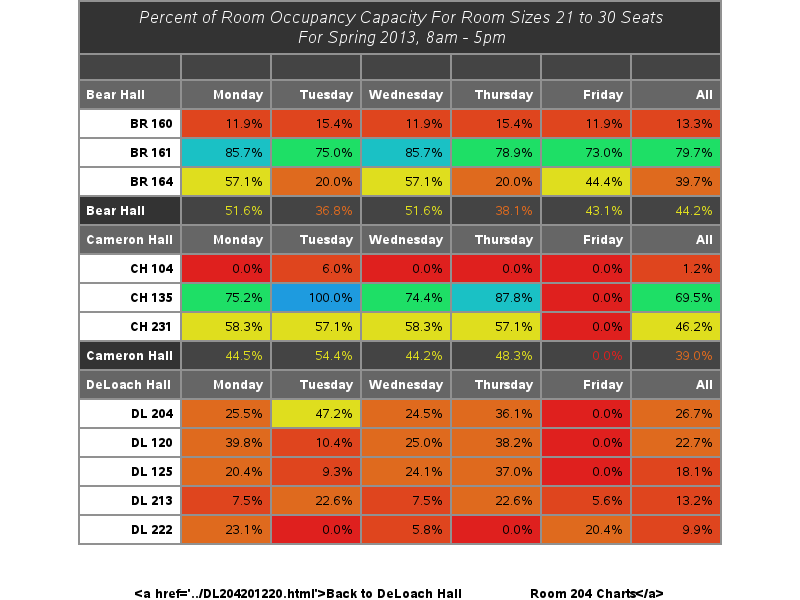 Percent of Room Occupancy Capacity For Room Sizes 21 to 30 Seats
For Spring 2013, 8am - 5pm
Bear Hall Monday Tuesday Wednesday Thursday Friday All
BR 160 11.9% 15.4% 11.9% 15.4% 11.9% 13.3%
BR 161 85.7% 75.0% 85.7% 78.9% 73.0% 79.7%
BR 164 57.1% 20.0% 57.1% 20.0% 44.4% 39.7%
Bear Hall 51.6% 36.8% 51.6% 38.1% 43.1% 44.2%
Cameron Hall Monday Tuesday Wednesday Thursday Friday All
CH 104 0.0% 6.0% 0.0% 0.0% 0.0% 1.2%
CH 135 75.2% 100.0% 74.4% 87.8% 0.0% 69.5%
CH 231 58.3% 57.1% 58.3% 57.1% 0.0% 46.2%
Cameron Hall 44.5% 54.4% 44.2% 48.3% 0.0% 39.0%
DeLoach Hall Monday Tuesday Wednesday Thursday Friday All
DL 204 25.5% 47.2% 24.5% 36.1% 0.0% 26.7%
DL 120 39.8% 10.4% 25.0% 38.2% 0.0% 22.7%
DL 125 20.4% 9.3% 24.1% 37.0% 0.0% 18.1%
DL 213 7.5% 22.6% 7.5% 22.6% 5.6% 13.2%
DL 222 23.1% 0.0% 5.8% 0.0% 20.4% 9.9%
<a href='../DL204201220.html'>Back to DeLoach Hall Room 204 Charts</a>